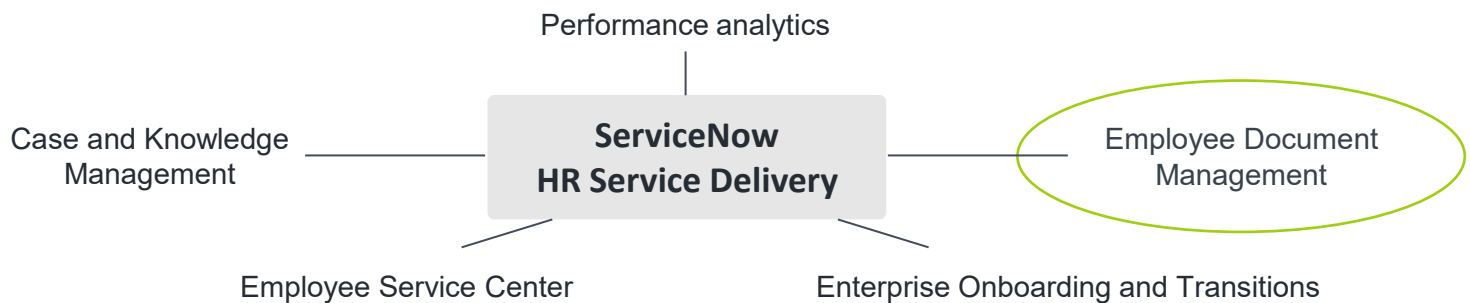 Performance analytics
Case and Knowledge
Management
ServiceNow
HR Service Delivery
Employee Document
Management
Employee Service Center
Enterprise Onboarding and Transitions